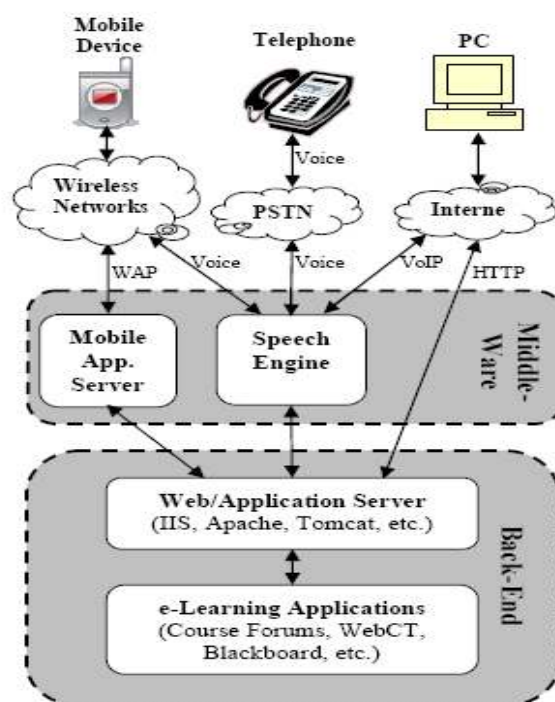 Mobile
Device
Telephone
PC
Voice
Wireless
Networks
PSTN
Interne
WAP
Voice
Voice
VoIP
HTTP
Mobile
App.
Server
Speech
Engine
Middle-
Ware
Web/Application Server
(IIS, Apache, Tomcat, etc.)
e-Learning Applications
(Course Forums, WebCT,
Blackboard, etc.)
Back-End